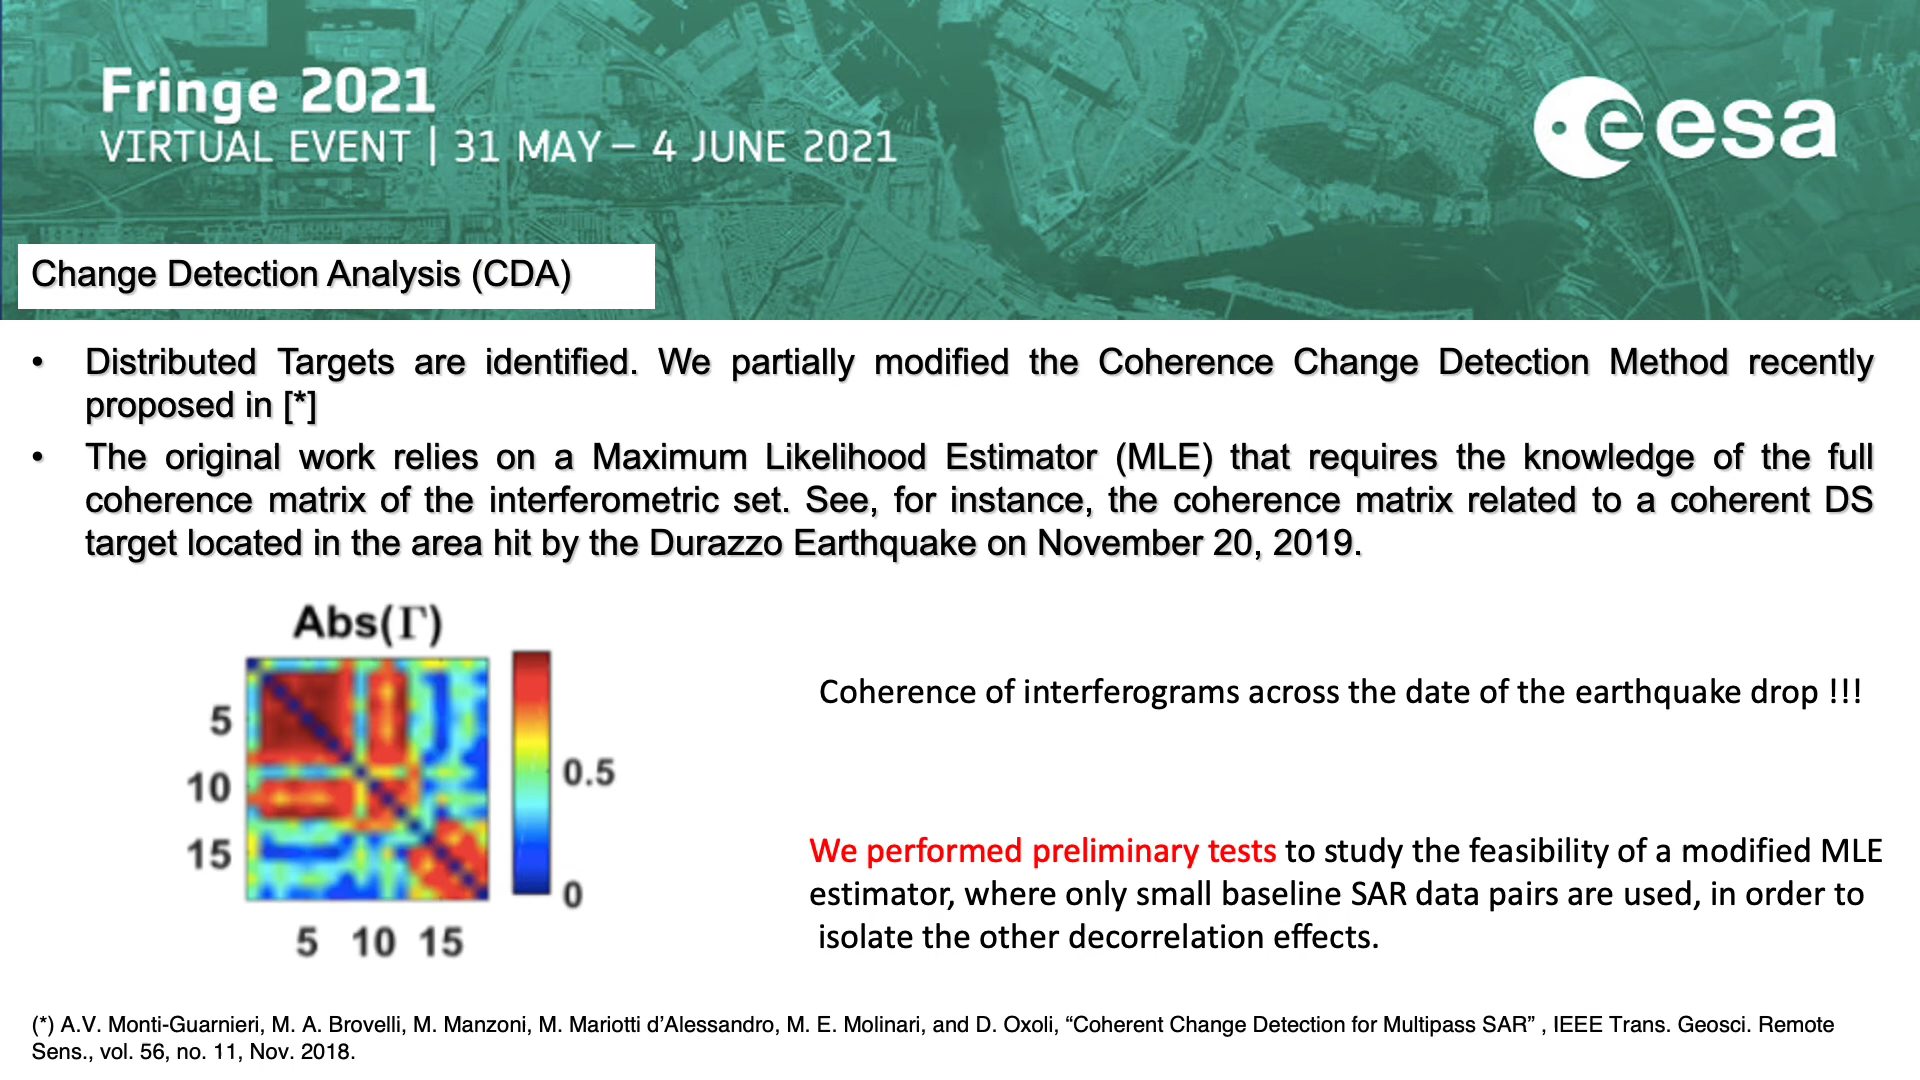 Fringe 2021
VIRTUAL EVENT | 31 MAY – 4 JUNE 2021
eesa
Change Detection Analysis (CDA)
• Distributed Targets are identified. We partially modified the Coherence Change Detection Method recently
proposed in [*]
• The original work relies on a Maximum Likelihood Estimator (MLE) that requires the knowledge of the full
coherence matrix of the interferometric set. See, for instance, the coherence matrix related to a coherent DS
target located in the area hit by the Durazzo Earthquake on November 20, 2019.
Abs(Γ)
5
10
15
5 10 15
0.5
0
Coherence of interferograms across the date of the earthquake drop !!!
We performed preliminary tests to study the feasibility of a modified MLE
estimator, where only small baseline SAR data pairs are used, in order to
isolate the other decorrelation effects.
(*) A.V. Monti-Guarnieri, M. A. Brovelli, M. Manzoni, M. Mariotti d’Alessandro, M. E. Molinari, and D. Oxoli, “Coherent Change Detection for Multipass SAR” , IEEE Trans. Geosci. Remote
Sens., vol. 56, no. 11, Nov. 2018.